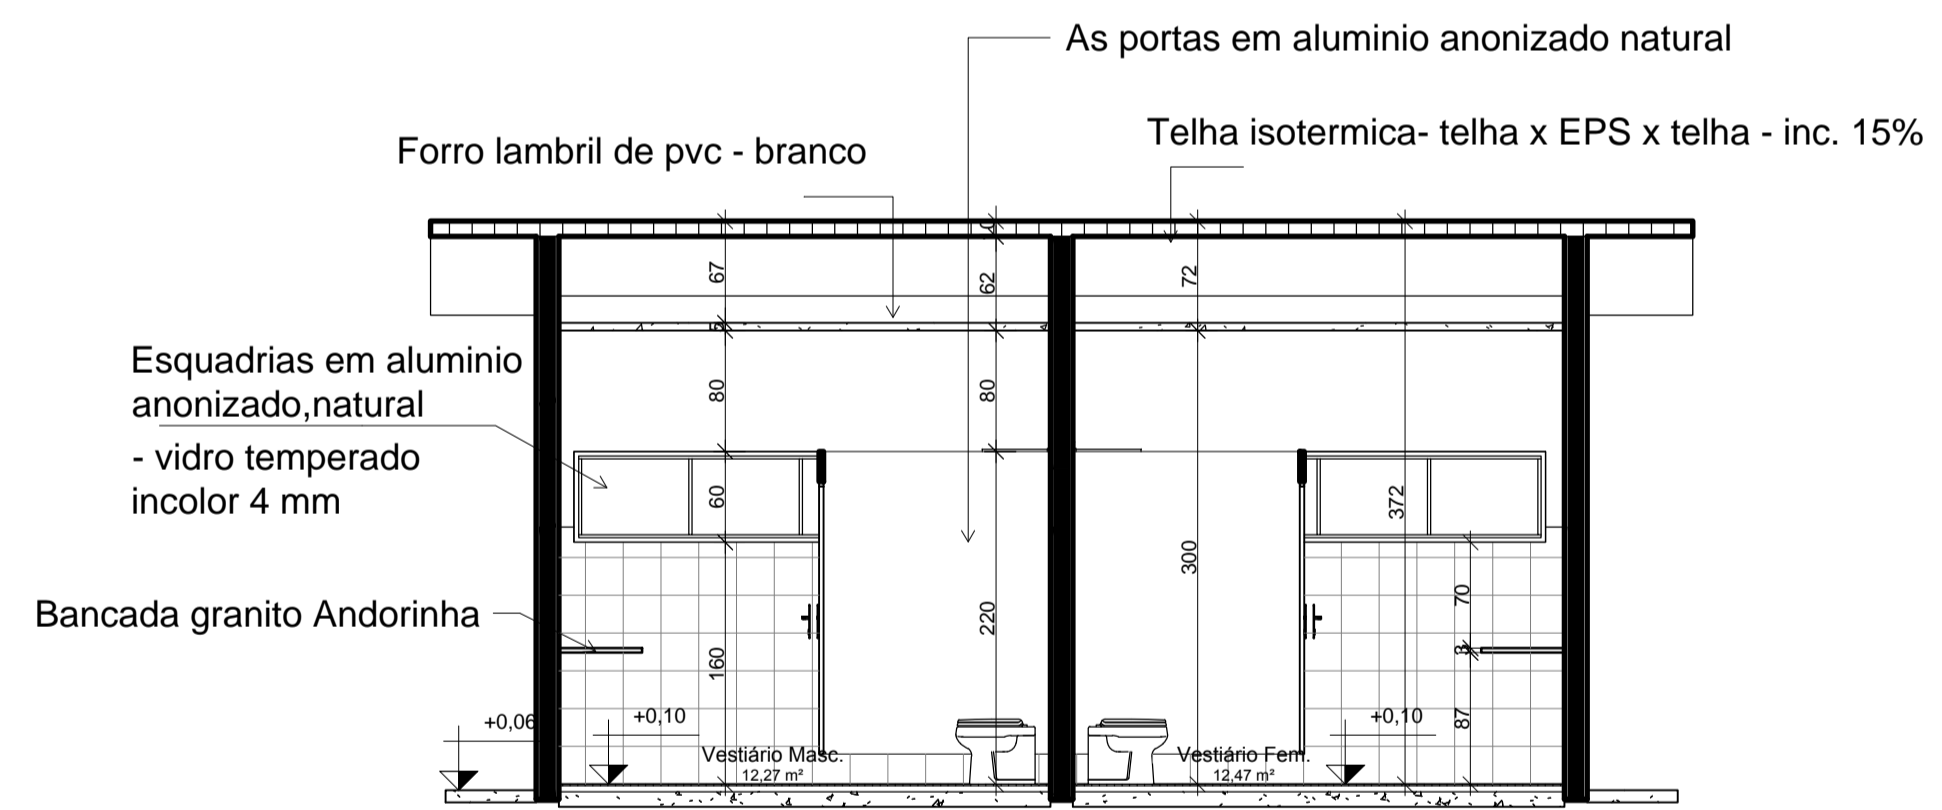 As portas em aluminio anonizado natural
Telha isotermica- telha x EPS x telha - inc. 15%
Forro lambril de pvc - branco
67
62
72
5
Esquadrias em aluminio
anonizado,natural
- vidro temperado
incolor 4 mm
80
80
60
372
300
70
Bancada granito Andorinha
220
160
3
87
+0,06
+0,10
+0,10
Vestiário Masc.
12,27 m²
Vestiário Fem.
12,47 m²